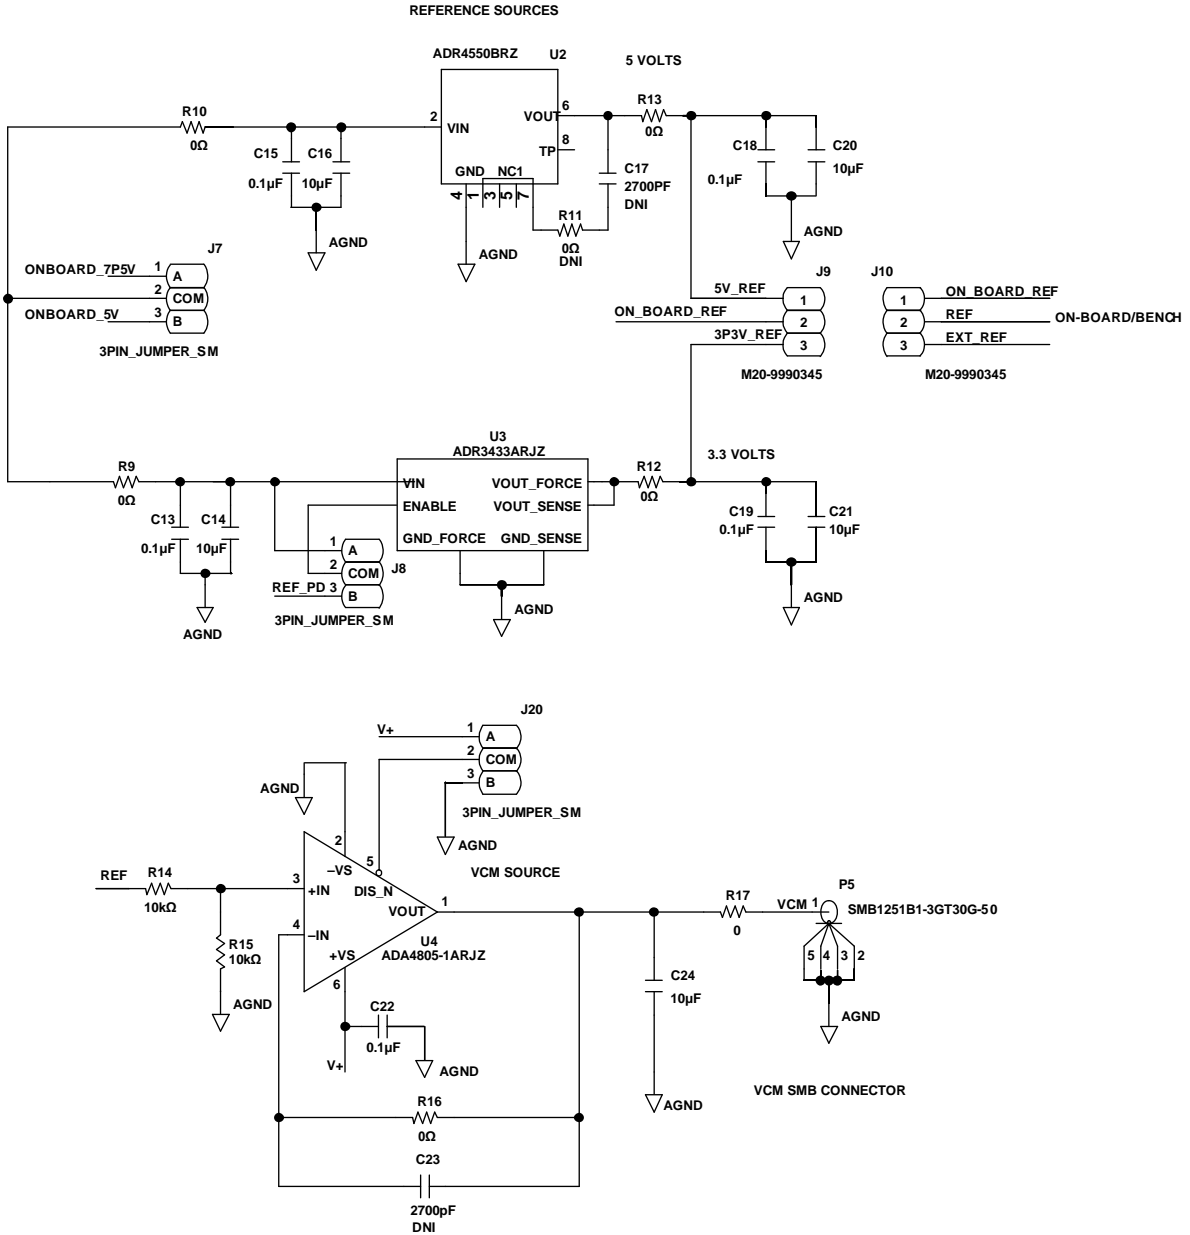 REFERENCE SOURCES
ADR4550BRZ
U2
5 VOLTS
R10
0Ω
2
VIN
VOUT
6
TP
8
GND
NC1
4
1
3
5
7
R13
0Ω
C15
0.1µF
C16
10µF
AGND
C17
2700PF
DNI
R11
0Ω
DNI
AGND
C18
0.1µF
C20
10µF
AGND
J7
ONBOARD_7P5V
1
A
2
COM
ONBOARD_5V
3
B
3PIN_JUMPER_SM
J9
5V_REF
1
ON_BOARD_REF
2
3P3V_REF
3
M20-9990345
J10
1
ON_BOARD_REF
2
REF
ON-BOARD/BENCH
3
EXT_REF
M20-9990345
U3
ADR3433ARJZ
3.3 VOLTS
R9
0Ω
VIN
ENABLE
VOUT_FORCE
VOUT_SENSE
GND_FORCE
GND_SENSE
R12
0Ω
C13
0.1µF
C14
10µF
AGND
1
A
2
COM
J8
REF_PD
3
B
3PIN_JUMPER_SM
AGND
C19
0.1µF
C21
10µF
AGND
J20
V+
1
A
2
COM
3
B
3PIN_JUMPER_SM
AGND
AGND
2
–VS
5
DIS_N
VCM SOURCE
REF
R14
10kΩ
3
+IN
4
–IN
VOUT
1
U4
ADA4805-1ARJZ
+VS
6
R15
10kΩ
AGND
C22
0.1µF
V+
AGND
R17
0
VCM
1
P5
SMB1251B1-3GT30G-50
5
4
3
2
AGND
C24
10µF
AGND
VCM SMB CONNECTOR
R16
0Ω
C23
2700pF
DNI